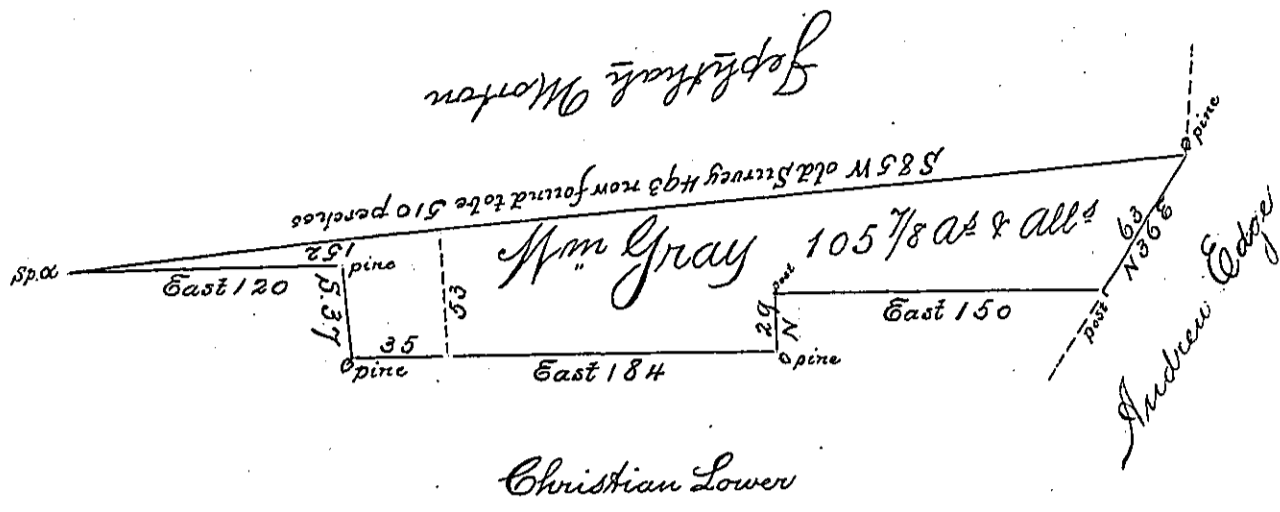 Jephthah Morton
pine
S 85 W old Survey 493 now found to be 510 perches
Wm Gray 105 7/8 As & Alls
63
N 36 E
Andrew Edge
152
Sp. O
East 120
pine
S. 37
53
post
29
N
East 150
post
35
pine
East 184
pine
Christian Lower